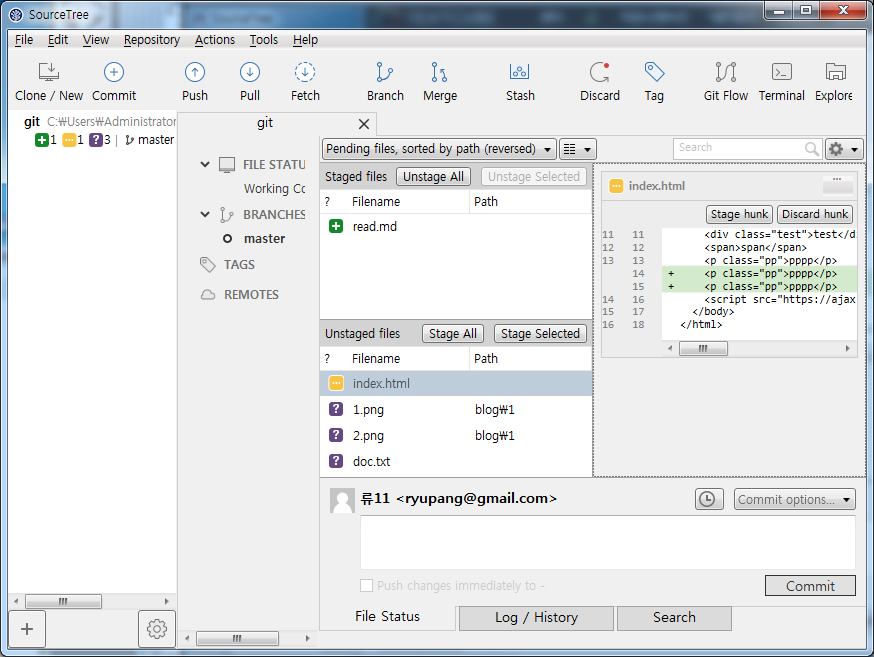 SourceTree
File Edit View Repository Actions Tools Help
Clone / New Commit Push Pull Fetch Branch Merge Stash Discard Tag Git Flow Terminal Explore
git C:₩Users₩Administrator
1 1 ? 3 | master
git
FILE STATU
Working Co
BRANCHES
master
TAGS
REMOTES
Pending files, sorted by path (reversed)
Search
Staged files Unstage All Unstage Selected
? Filename Path
read.md
Unstaged files Stage All Stage Selected
? Filename Path
index.html
? 1.png blog₩1
? 2.png blog₩1
? doc.txt
index.html
Stage hunk Discard hunk
11 11 <div class="test">test</d
12 12 <span>span</span>
13 13 <p class="pp">pppp</p>
14 + <p class="pp">pppp</p>
15 + <p class="pp">pppp</p>
14 16 <script src="https://ajax
15 17 </body>
16 18 </html>
류11 <ryupang@gmail.com>
Commit options...
Push changes immediately to -
Commit
File Status Log / History Search